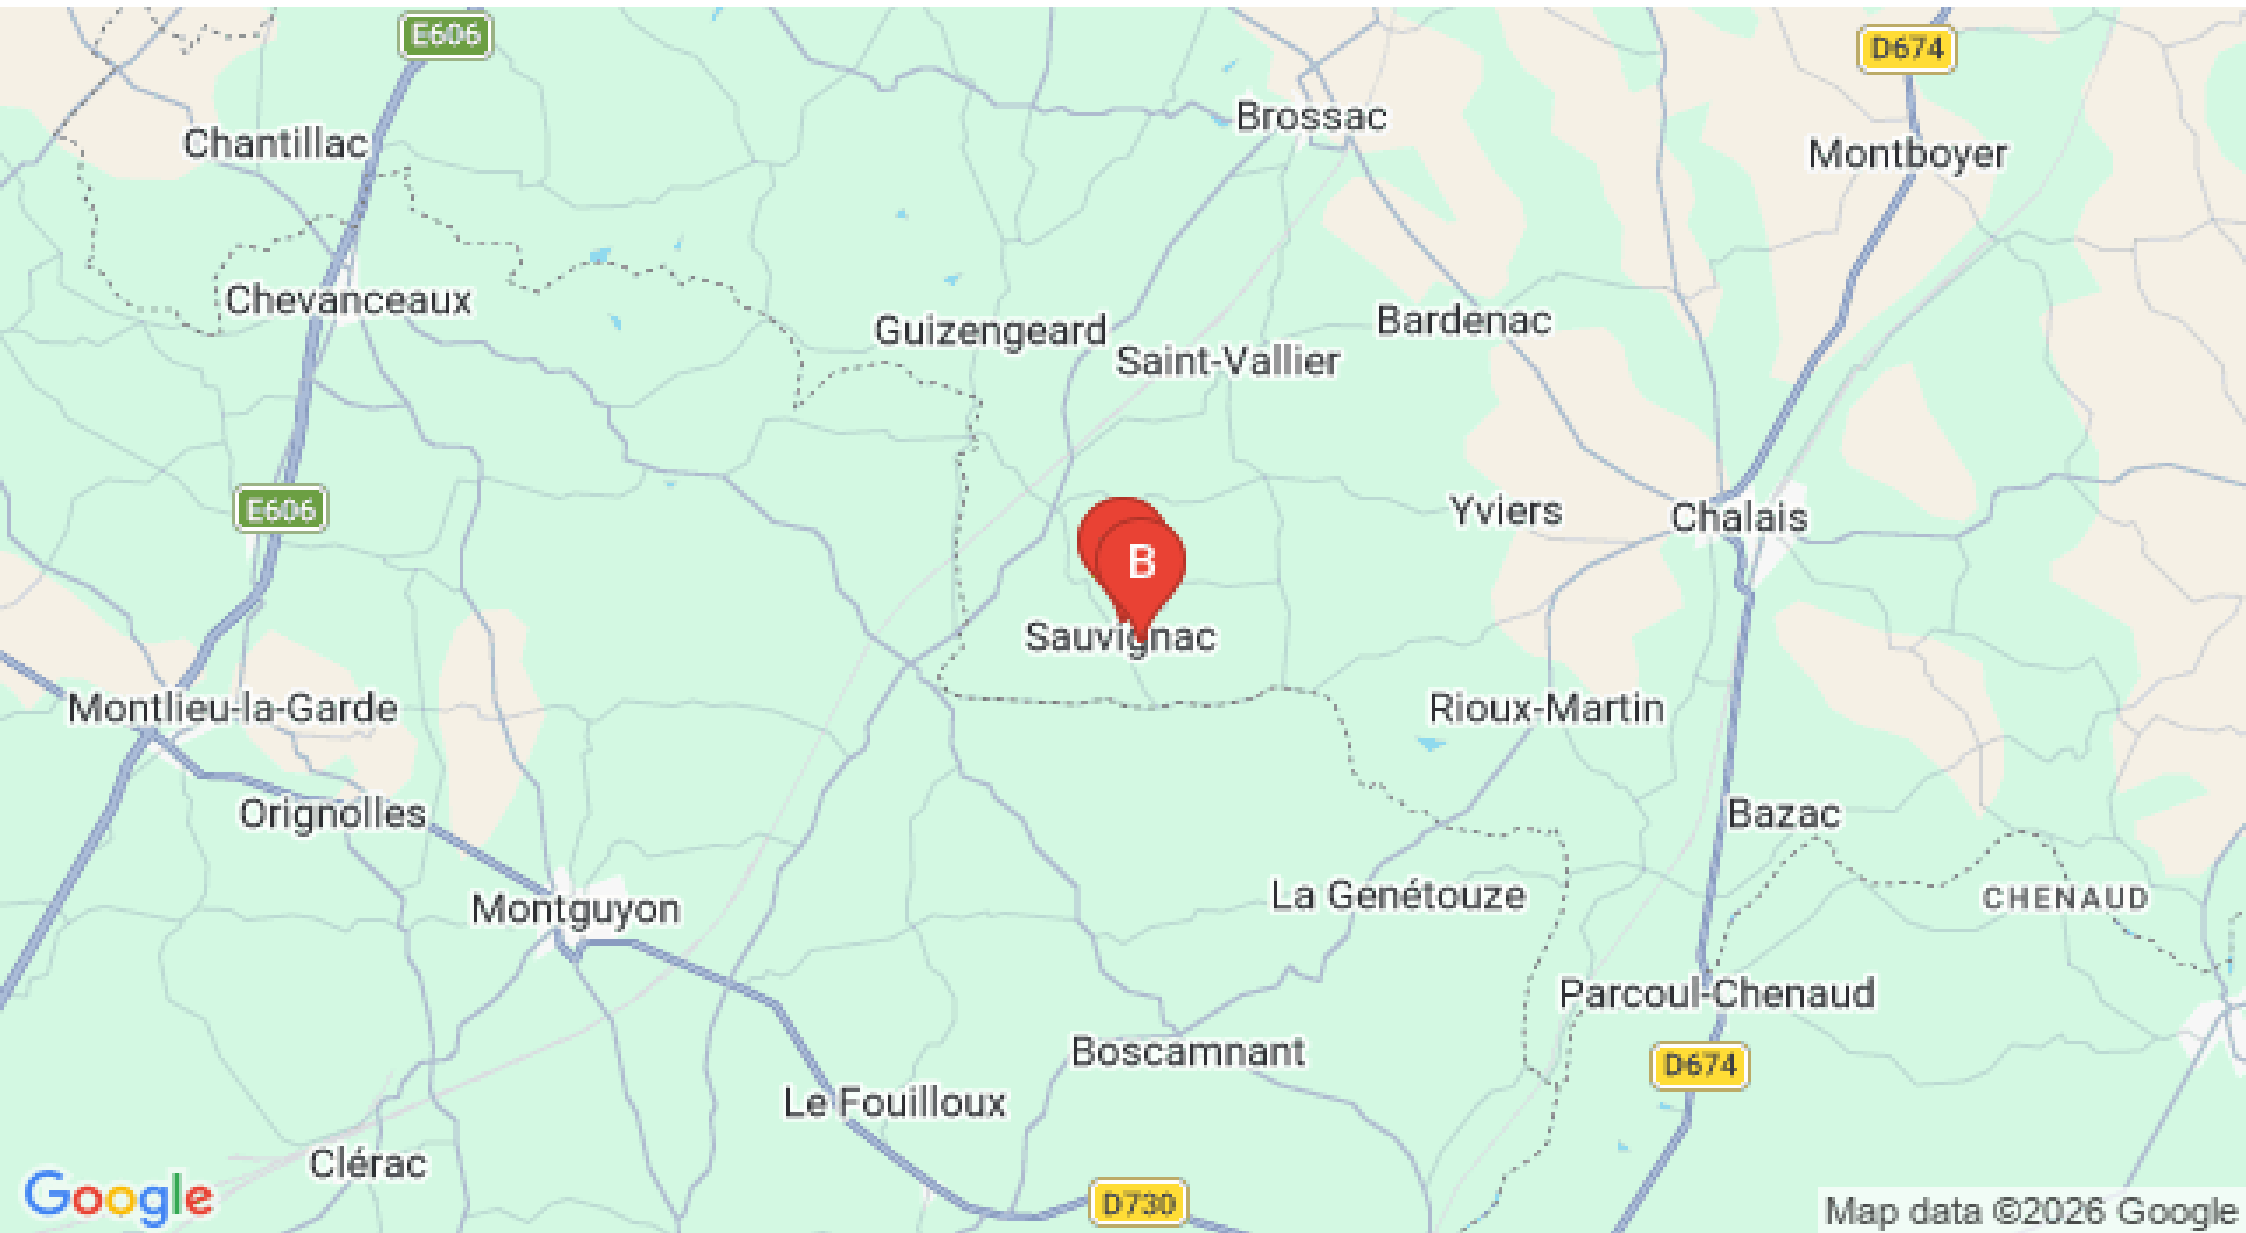 E606
D674
Brossac
Chantillac
Montboyer
Chevanceaux
Guizengeard
Bardenac
Saint-Vallier
E606
Yviers
Chalais
B
Sauvignac
Montlieu-la-Garde
Rioux-Martin
Orignolles
Bazac
La Genétouze
CHENAUD
Montguyon
Parcoul-Chenaud
Boscamnant
D674
Le Fouilloux
Clérac
Google
D730
Map data ©2026 Google